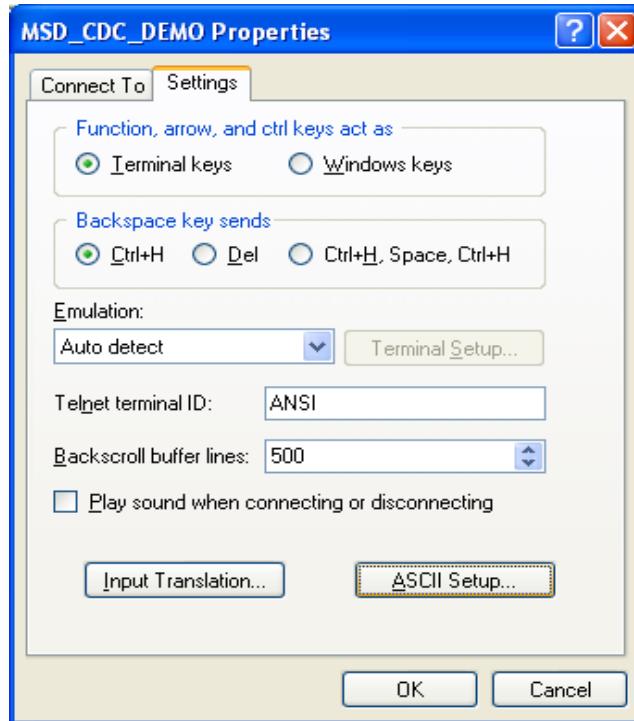 MSD_CDC_DEMO Properties
Connect To Settings
Function, arrow, and ctrl keys act as
Terminal keys Windows keys
Backspace key sends
Ctrl+H Del Ctrl+H, Space, Ctrl+H
Emulation:
Auto detect Terminal Setup...
Telnet terminal ID: ANSI
Backscroll buffer lines: 500
Play sound when connecting or disconnecting
Input Translation... ASCII Setup...
OK Cancel